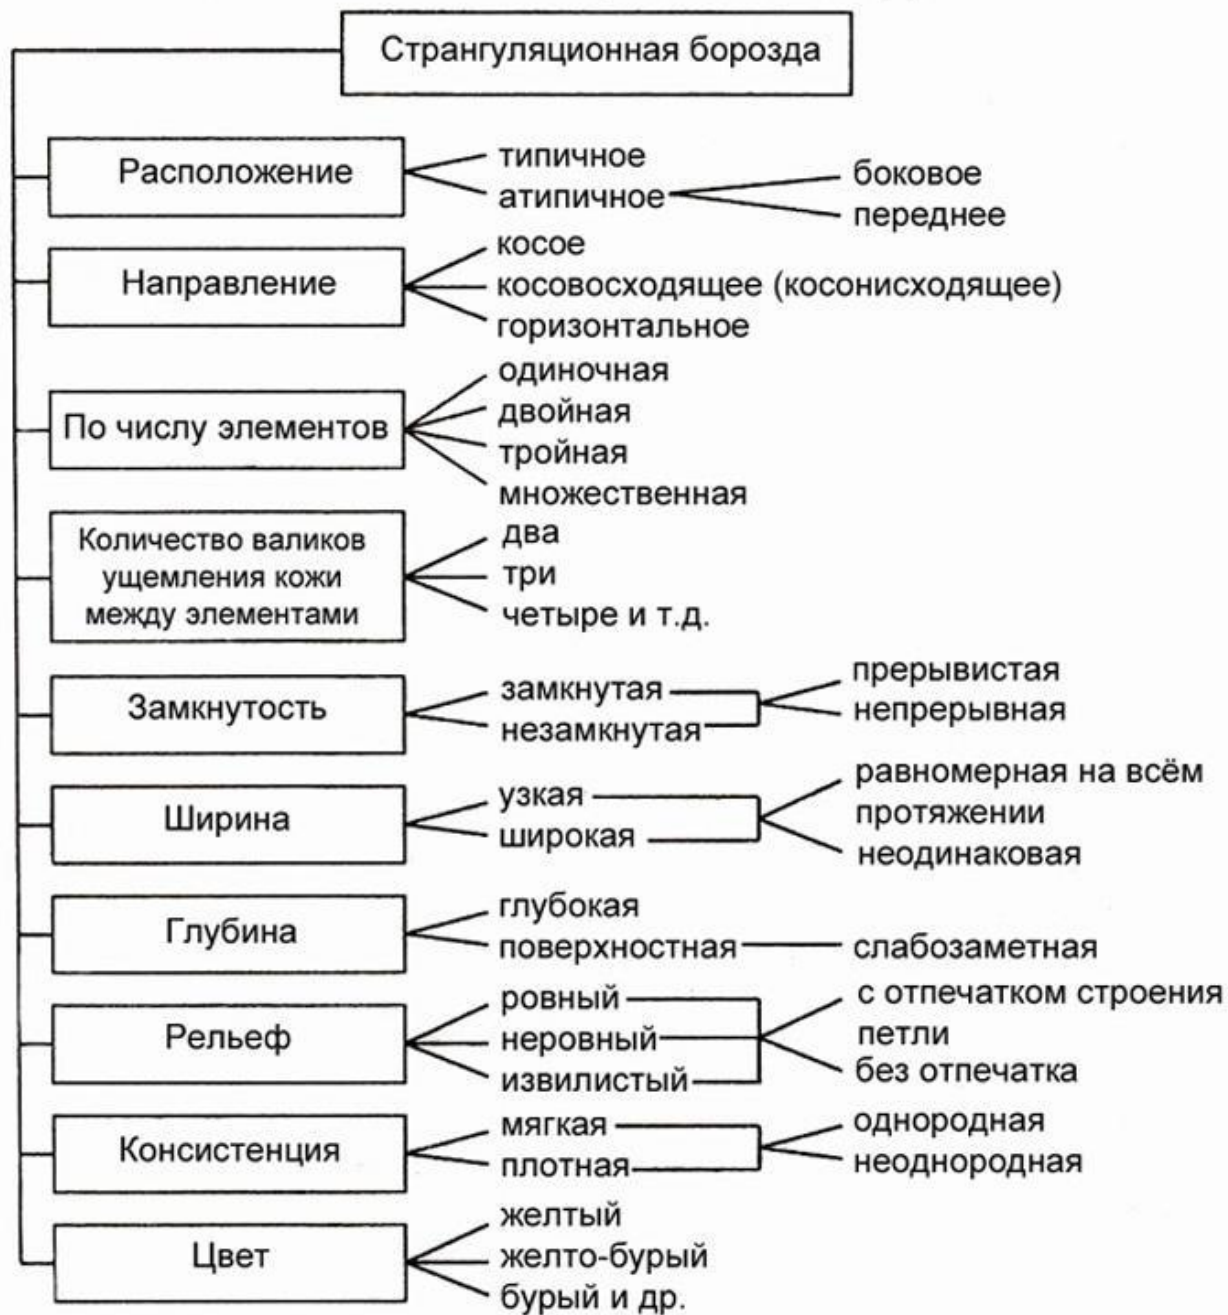 Странгуляционная борозда
Расположение
типичное
атипичное
боковое
переднее
Направление
косое
косовосходящее (косонисходящее)
горизонтальное
По числу элементов
одиночная
двойная
тройная
множественная
Количество валиков
ущемления кожи
между элементами
два
три
четыре и т.д.
Замкнутость
замкнутая
незамкнутая
прерывистая
непрерывная
Ширина
узкая
широкая
равномерная на всём
протяжении
неодинаковая
Глубина
глубокая
поверхностная
слабозаметная
Рельеф
ровный
неровный
извилистый
с отпечатком строения
петли
без отпечатка
Консистенция
мягкая
плотная
однородная
неоднородная
Цвет
желтый
желто-бурый
бурый и др.